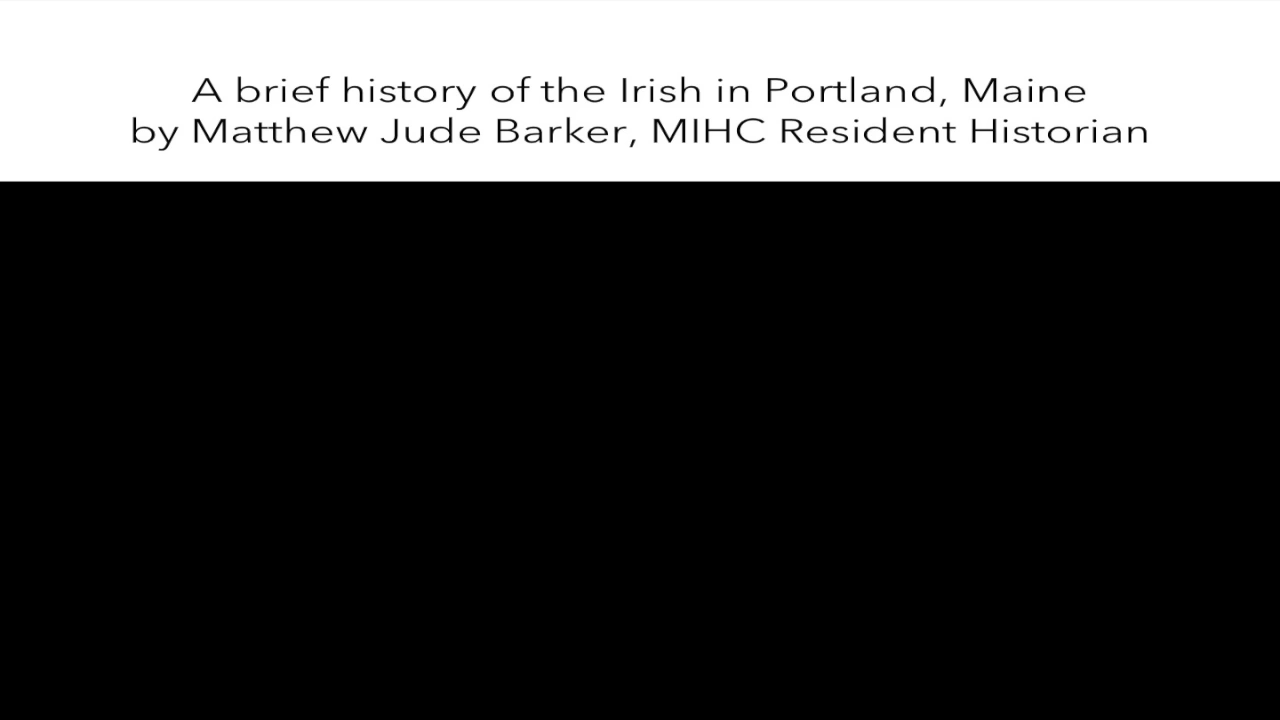 A brief history of the Irish in Portland, Maine
by Matthew Jude Barker, MIHC Resident Historian